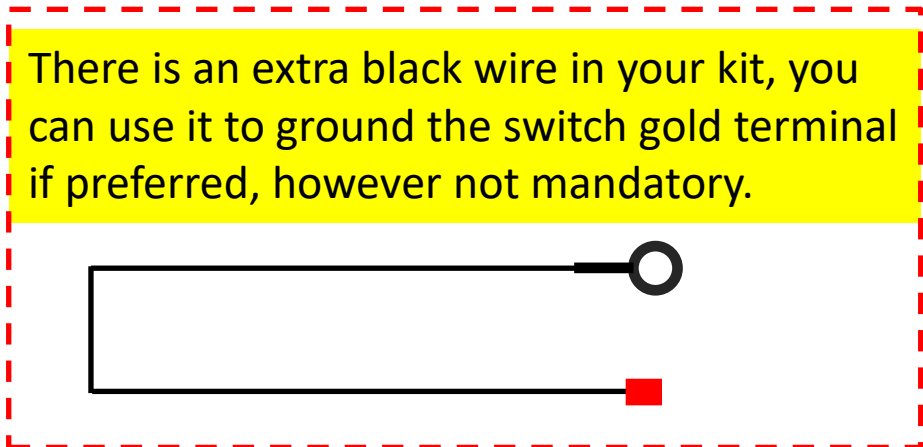 There is an extra black wire in your kit, you
can use it to ground the switch gold terminal
if preferred, however not mandatory.